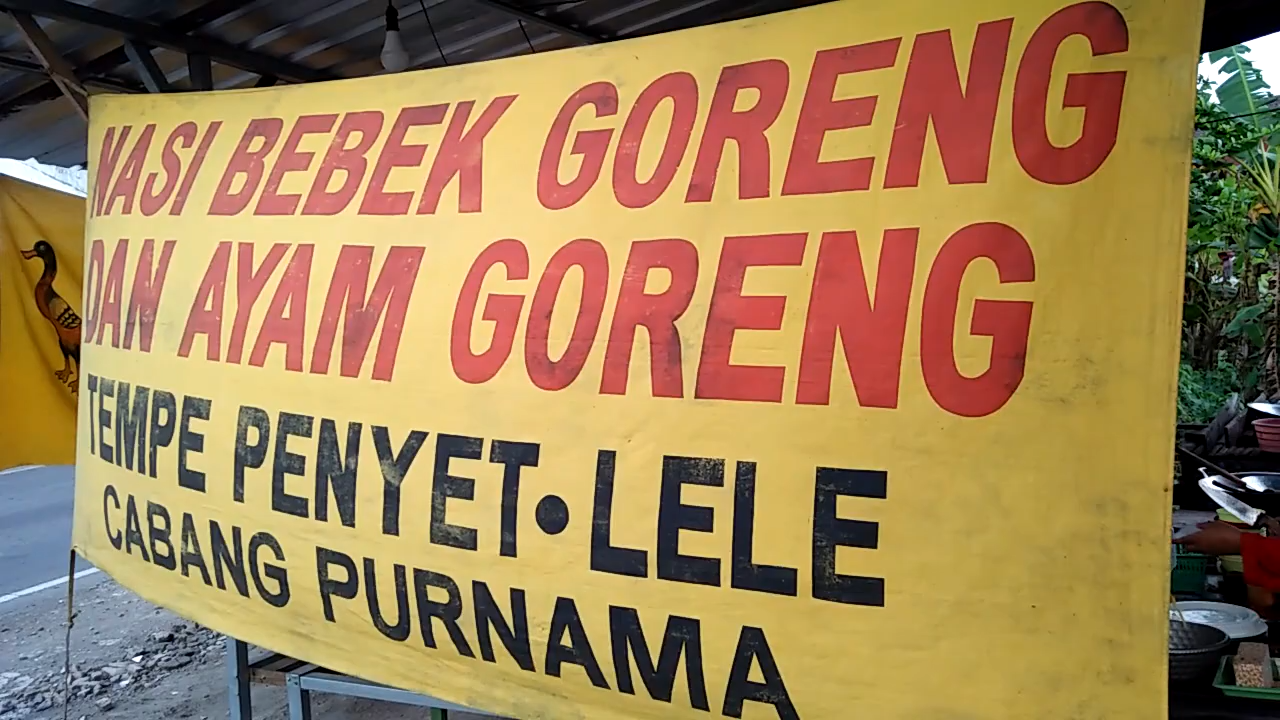 NASI BEBEK GORENG
DAN AYAM GORENG
TEMPE PENYET•LELE
CABANG PURNAMA